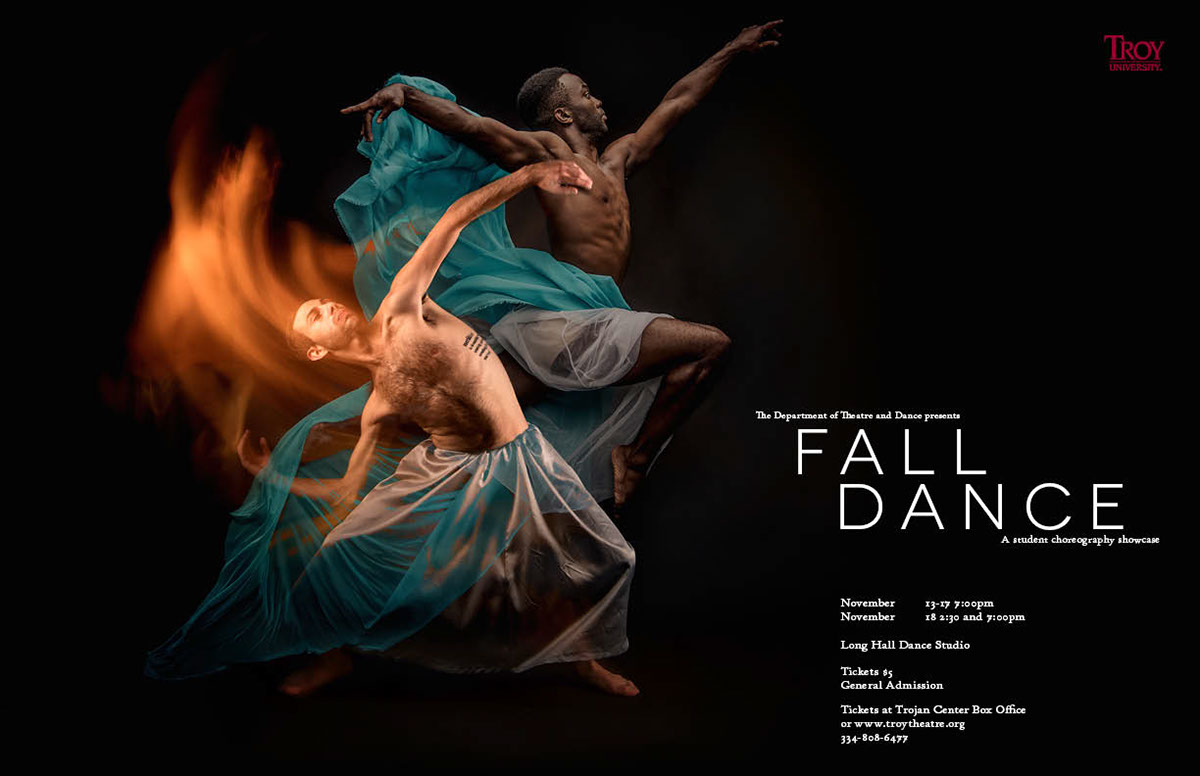 TROY
UNIVERSITY.
The Department of Theatre and Dance presents
FALL
DANCE
A student choreography showcase
November 13-17 7:00pm
November 18 2:30 and 7:00pm
Long Hall Dance Studio
Tickets $5
General Admission
Tickets at Trojan Center Box Office
or www.troytheatre.org
334-808-6477